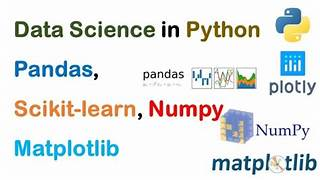 Data Science in Python
Pandas,
pandas
plotly
Scikit-learn, Numpy
NumPy
Matplotlib
matplotlib